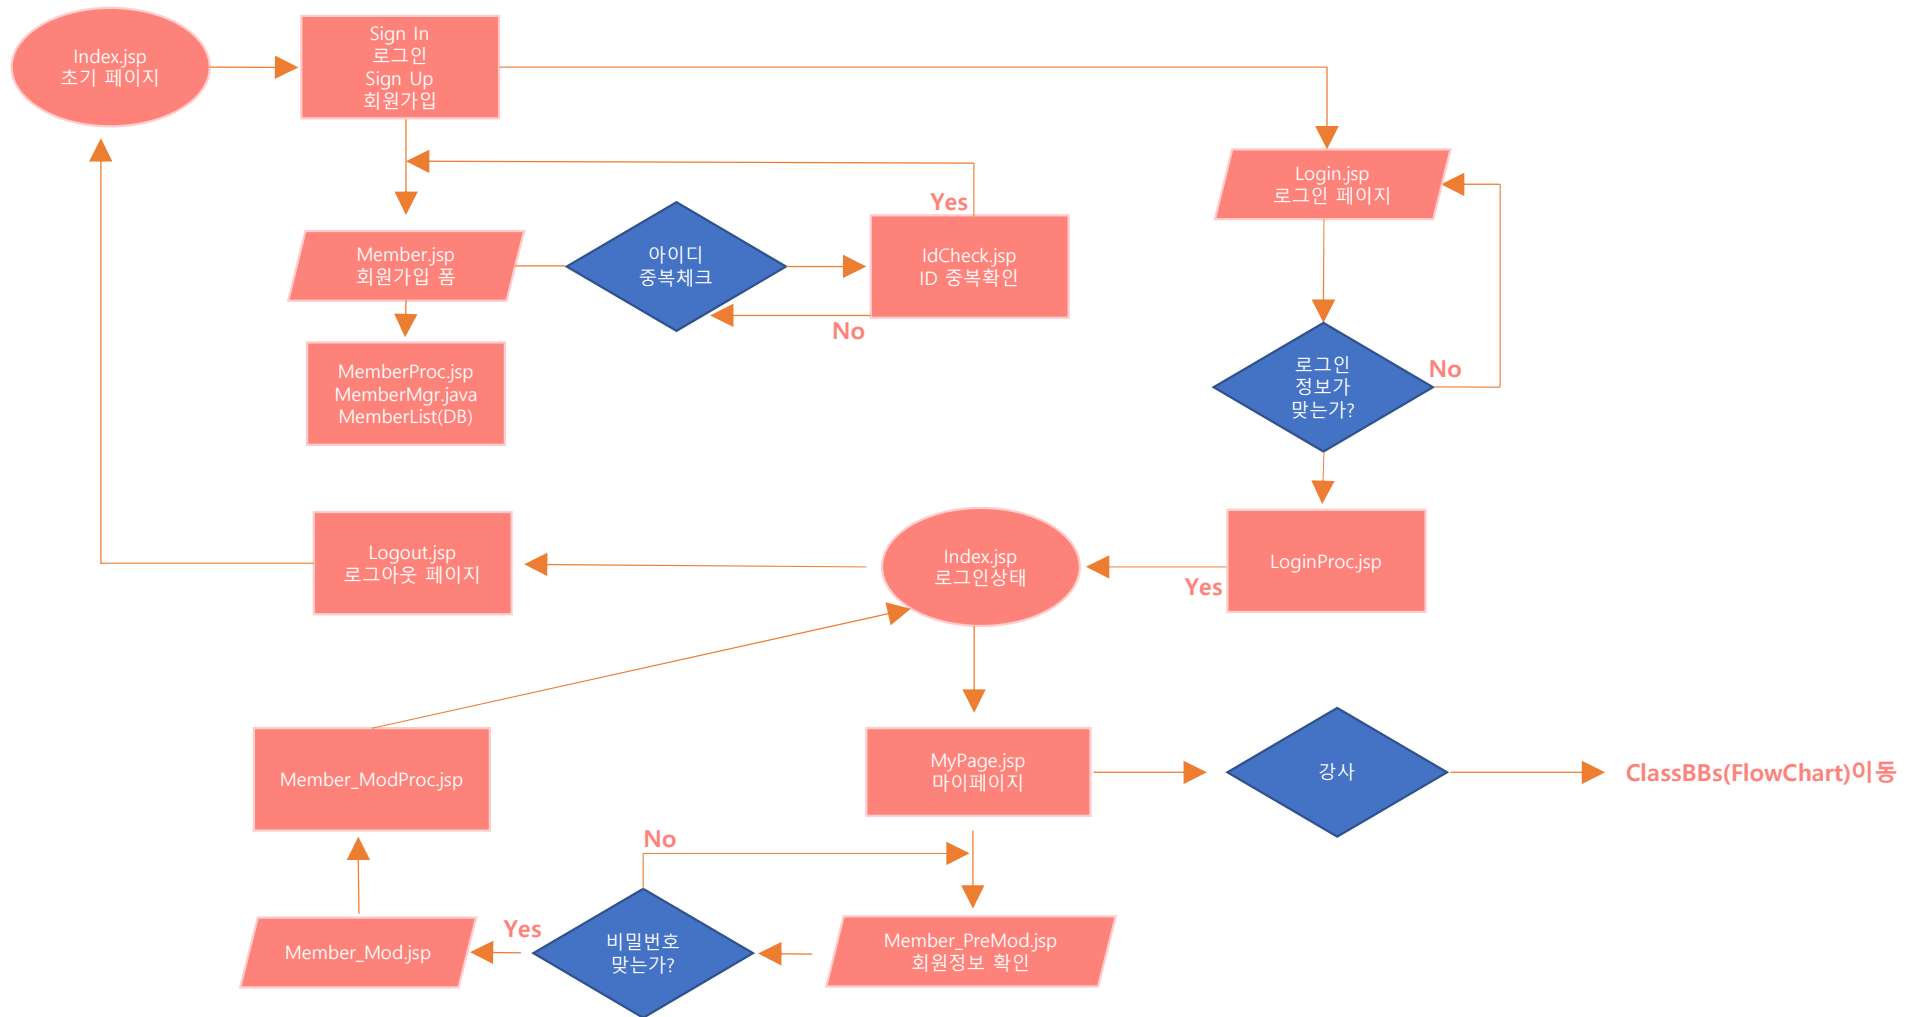 Index.jsp
초기 페이지
Sign In
로그인
Sign Up
회원가입
Login.jsp
로그인 페이지
Yes
Member.jsp
회원가입 폼
아이디
중복체크
IdCheck.jsp
ID 중복확인
No
로그인
정보가
맞는가?
No
MemberProc.jsp
MemberMgr.java
MemberList(DB)
Logout.jsp
로그아웃 페이지
Index.jsp
로그인상태
Yes
LoginProc.jsp
Member_ModProc.jsp
MyPage.jsp
마이페이지
강사
ClassBBs(FlowChart)이동
No
Member_Mod.jsp
Yes
비밀번호
맞는가?
Member_PreMod.jsp
회원정보 확인